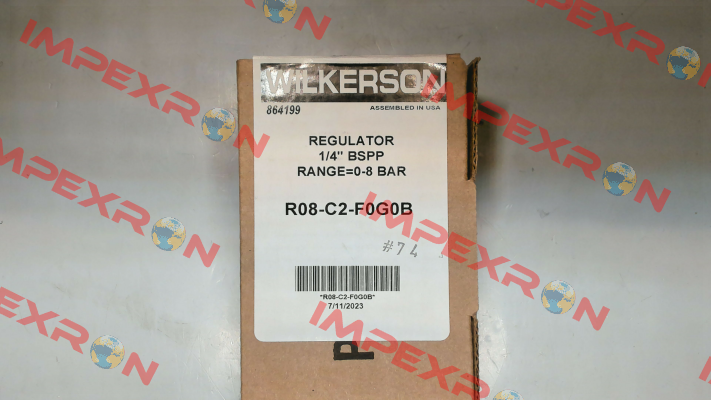 WILKERSON
864199
ASSEMBLED IN USA
REGULATOR
1/4" BSPP
RANGE=0-8 BAR
R08-C2-F0G0B
#74
*R08-C2-F0G0B*
7/11/2023
P
IMPEXRON
IMPEXRON
IMPEXRON
IMPEXRON
IMPEXRON
IMPEXRON
IMPEXRON